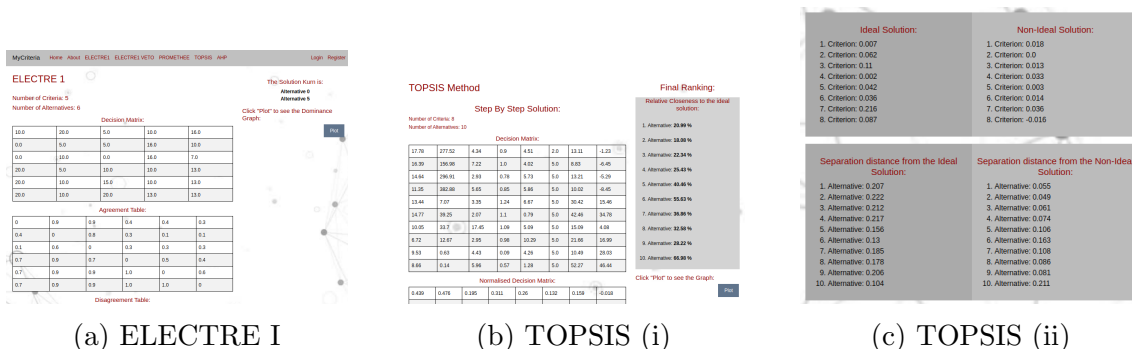 MyCriteria Home About ELECTRE1 ELECTRE1 VETO PROMETHEE TOPSIS AHP Login Register
ELECTRE 1
Number of Criteria: 5
Number of Alternatives: 6
The Solution Kurn is:
Alternative 0
Alternative 5
Click "Plot" to see the Dominance
Graph:
Plot
Decision Matrix:
10.0 20.0 5.0 10.0 16.0
0.0 5.0 5.0 16.0 10.0
0.0 10.0 0.0 16.0 7.0
20.0 5.0 10.0 10.0 13.0
20.0 10.0 15.0 10.0 13.0
20.0 10.0 20.0 13.0 13.0
Agreement Table:
0 0.9 0.9 0.4 0.4 0.3
0.4 0 0.8 0.3 0.1 0.1
0.1 0.6 0 0.3 0.3 0.3
0.7 0.9 0.7 0 0.5 0.4
0.7 0.9 0.9 1.0 0 0.6
0.7 0.9 0.9 1.0 1.0 0
Disagreement Table:
(a) ELECTRE I
TOPSIS Method
Step By Step Solution:
Number of Criteria: 8
Number of Alternatives: 10
Decision Matrix:
17.78 277.52 4.34 0.9 4.51 2.0 13.11 -1.23
16.39 156.98 7.22 1.0 4.02 5.0 8.83 -6.45
14.64 296.91 2.93 0.78 5.73 5.0 13.21 -5.29
11.35 382.88 5.65 0.85 5.86 5.0 10.02 -8.45
13.44 7.07 3.35 1.24 6.67 5.0 30.42 15.46
14.77 39.25 2.07 1.1 0.79 5.0 42.46 34.78
10.05 33.7 17.45 1.09 5.09 5.0 15.09 4.08
6.72 12.67 2.95 0.98 10.29 5.0 21.66 16.99
9.53 0.63 4.43 0.09 4.26 5.0 10.49 28.03
8.66 0.14 5.96 0.57 1.28 5.0 52.27 46.44
Normalised Decision Matrix:
0.439 0.476 0.195 0.311 0.26 0.132 0.159 -0.018
Final Ranking:
Relative Closeness to the ideal
solution:
1. Alternative: 20.99 %
2. Alternative: 18.08 %
3. Alternative: 22.34 %
4. Alternative: 25.43 %
5. Alternative: 40.46 %
6. Alternative: 55.63 %
7. Alternative: 36.86 %
8. Alternative: 32.58 %
9. Alternative: 28.22 %
10. Alternative: 66.98 %
Click "Plot" to see the Graph:
Plot
(b) TOPSIS (i)
Ideal Solution:
1. Criterion: 0.007
2. Criterion: 0.062
3. Criterion: 0.11
4. Criterion: 0.002
5. Criterion: 0.042
6. Criterion: 0.036
7. Criterion: 0.216
8. Criterion: 0.087
Non-Ideal Solution:
1. Criterion: 0.018
2. Criterion: 0.0
3. Criterion: 0.013
4. Criterion: 0.033
5. Criterion: 0.003
6. Criterion: 0.014
7. Criterion: 0.036
8. Criterion: -0.016
Separation distance from the Ideal
Solution:
1. Alternative: 0.207
2. Alternative: 0.222
3. Alternative: 0.212
4. Alternative: 0.217
5. Alternative: 0.156
6. Alternative: 0.13
7. Alternative: 0.185
8. Alternative: 0.178
9. Alternative: 0.206
10. Alternative: 0.104
Separation distance from the Non-Idea
Solution:
1. Alternative: 0.055
2. Alternative: 0.049
3. Alternative: 0.061
4. Alternative: 0.074
5. Alternative: 0.106
6. Alternative: 0.163
7. Alternative: 0.108
8. Alternative: 0.086
9. Alternative: 0.081
10. Alternative: 0.211
(c) TOPSIS (ii)